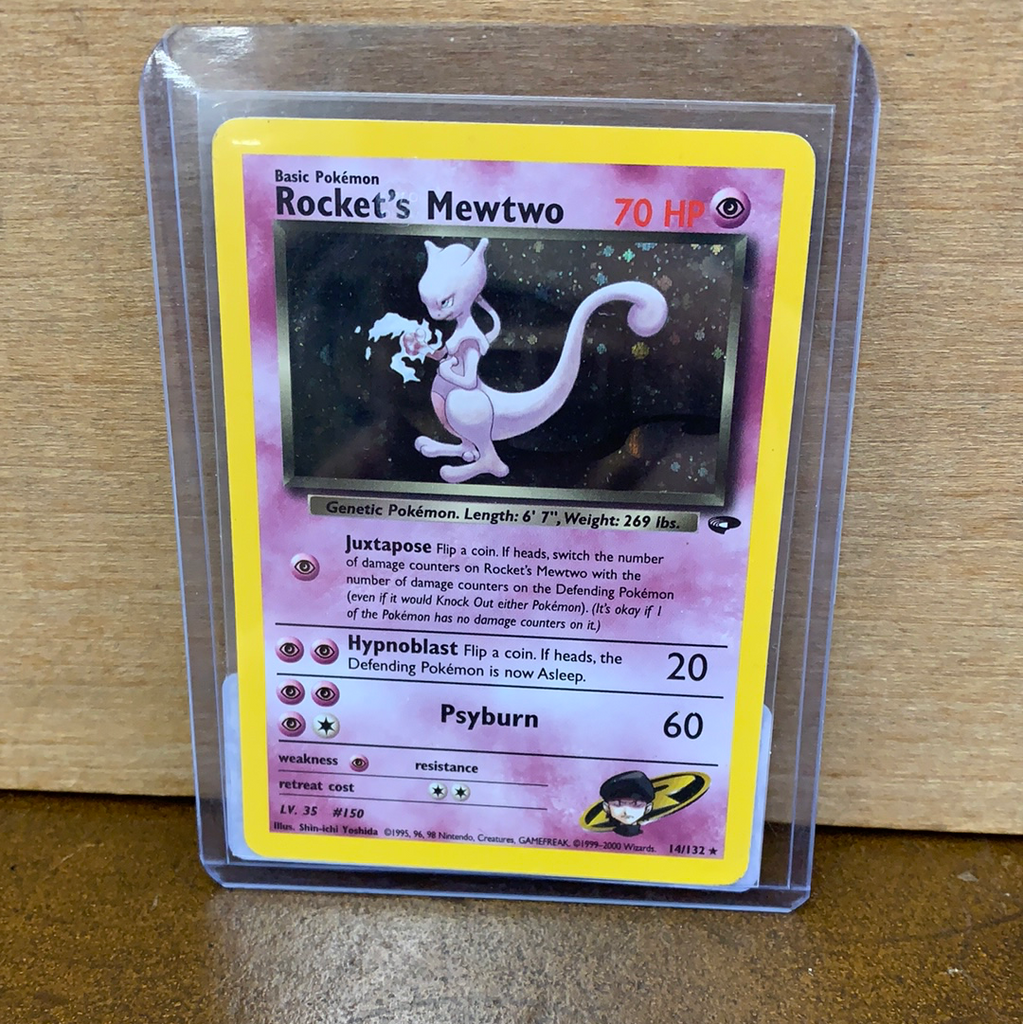 Basic Pokémon
Rocket's Mewtwo 70 HP
Genetic Pokémon. Length: 6' 7", Weight: 269 lbs.
Juxtapose Flip a coin. If heads, switch the number
of damage counters on Rocket's Mewtwo with the
number of damage counters on the Defending Pokémon
(even if it would Knock Out either Pokémon). (It's okay if 1
of the Pokémon has no damage counters on it.)
Hypnoblast Flip a coin. If heads, the
Defending Pokémon is now Asleep. 20
Psyburn 60
weakness resistance
retreat cost
LV. 35 #150
Illus. Shin-ichi Yoshida ©1995, 96, 98 Nintendo, Creatures, GAMEFREAK. ©1999-2000 Wizards. 14/132 ★